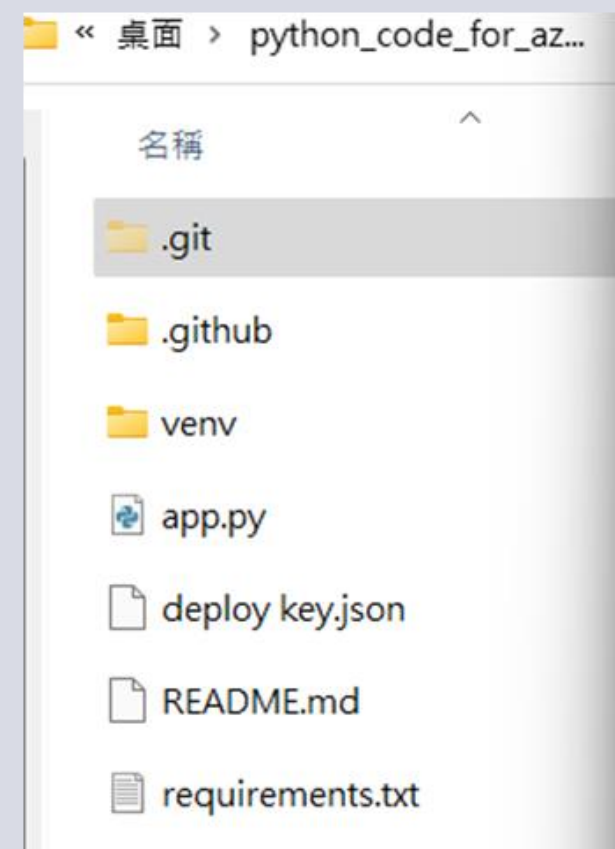 « 桌面 > python_code_for_az...
名稱
.git
.github
venv
app.py
deploy key.json
README.md
requirements.txt